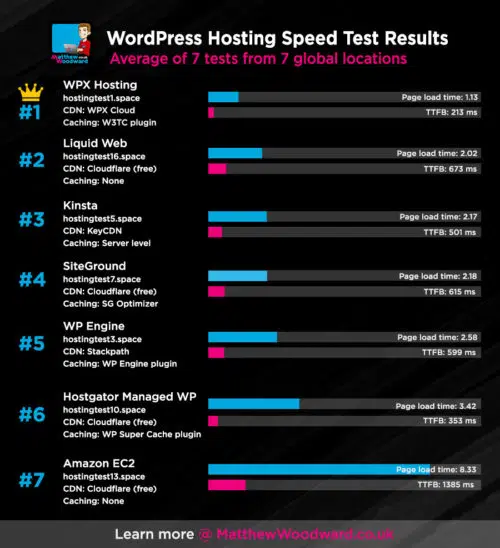 WordPress Hosting Speed Test Results
Average of 7 tests from 7 global locations
Matthew
Woodward
#1
WPX Hosting
hostingtest1.space
CDN: WPX Cloud
Caching: W3TC plugin
Page load time: 1.13
TTFB: 213 ms
#2
Liquid Web
hostingtest16.space
CDN: Cloudflare (free)
Caching: None
Page load time: 2.02
TTFB: 673 ms
#3
Kinsta
hostingtest5.space
CDN: KeyCDN
Caching: Server level
Page load time: 2.17
TTFB: 501 ms
#4
SiteGround
hostingtest7.space
CDN: Cloudflare (free)
Caching: SG Optimizer
Page load time: 2.18
TTFB: 615 ms
#5
WP Engine
hostingtest3.space
CDN: Stackpath
Caching: WP Engine plugin
Page load time: 2.58
TTFB: 599 ms
#6
Hostgator Managed WP
hostingtest10.space
CDN: Cloudflare (free)
Caching: WP Super Cache plugin
Page load time: 3.42
TTFB: 353 ms
#7
Amazon EC2
hostingtest13.space
CDN: Cloudflare (free)
Caching: None
Page load time: 8.33
TTFB: 1385 ms
Learn more @ MatthewWoodward.co.uk